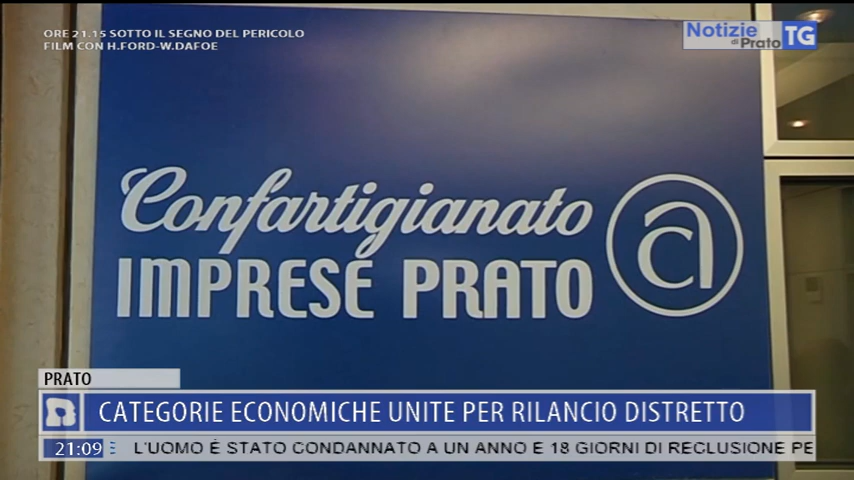 ORE 21.15 SOTTO IL SEGNO DEL PERICOLO
FILM CON H.FORD-W.DAFOE
Notizie
di Prato TG
Confartigianato
IMPRESE PRATO
PRATO
CATEGORIE ECONOMICHE UNITE PER RILANCIO DISTRETTO
21:09 L'UOMO É STATO CONDANNATO A UN ANNO E 18 GIORNI DI RECLUSIONE PE